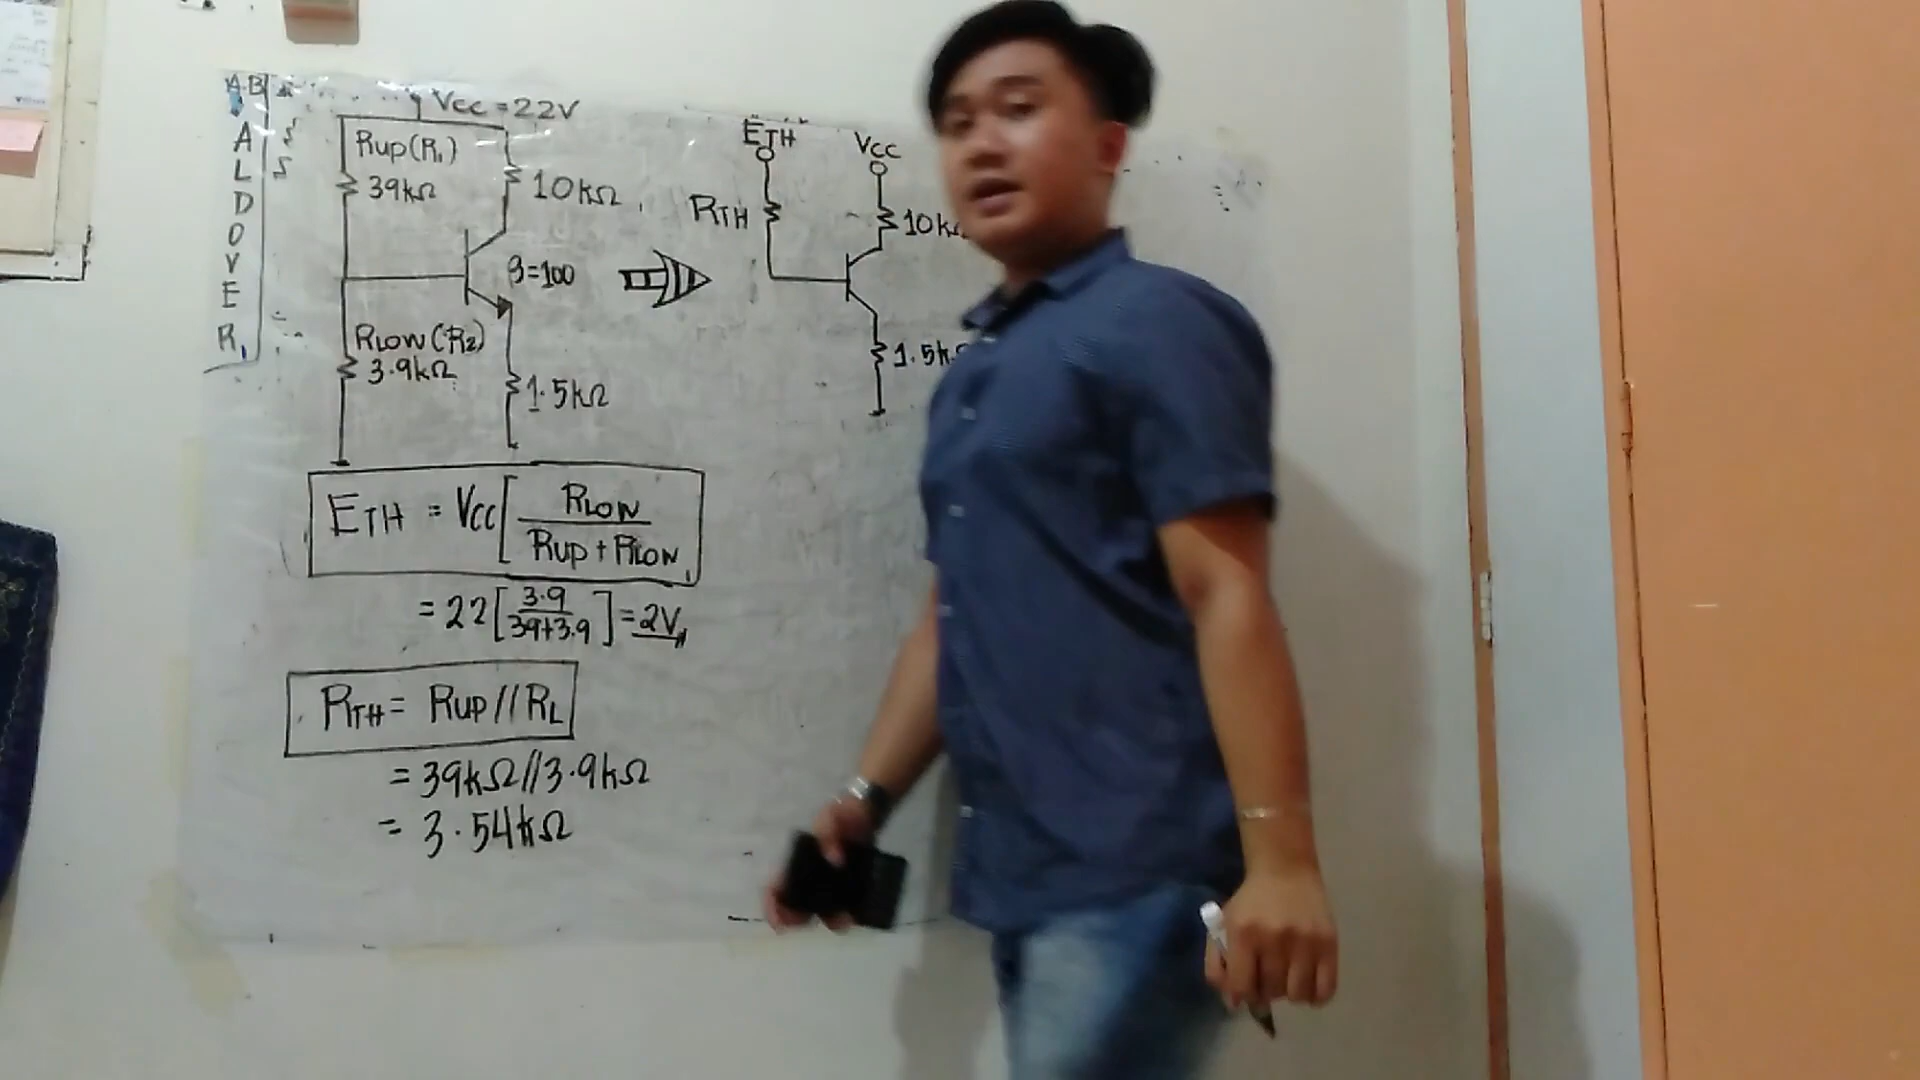 A.B
ALDOVER
Vcc = 22V
Rup (R₁)
39kΩ
10kΩ
β=100
RLOW (R₂)
3.9kΩ
1.5kΩ
ETH
Vcc
RTH
10kΩ
1.5k
ETH = Vcc [ RLOW / RUP + RLOW
= 22 [ 3.9 / 39+3.9 ] = 2V
RTH = RUP // RL
= 39kΩ // 3.9kΩ
= 3.54kΩ